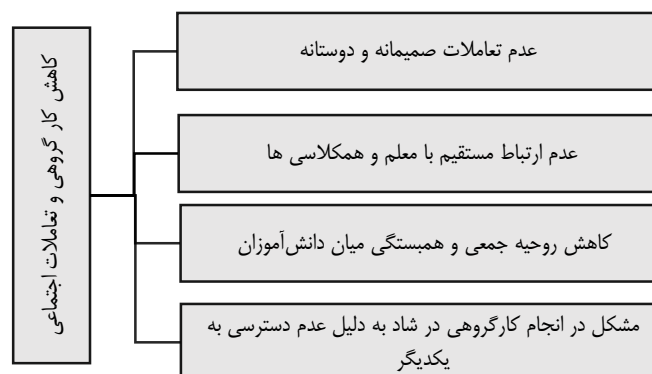 کاهش کار گروهی و تعاملات اجتماعی
عدم تعاملات صمیمانه و دوستانه
عدم ارتباط مستقیم با معلم و همکلاسی ها
کاهش روحیه جمعی و همبستگی میان دانش‌آموزان
مشکل در انجام کارگروهی در شاد به دلیل عدم دسترسی به
یکدیگر